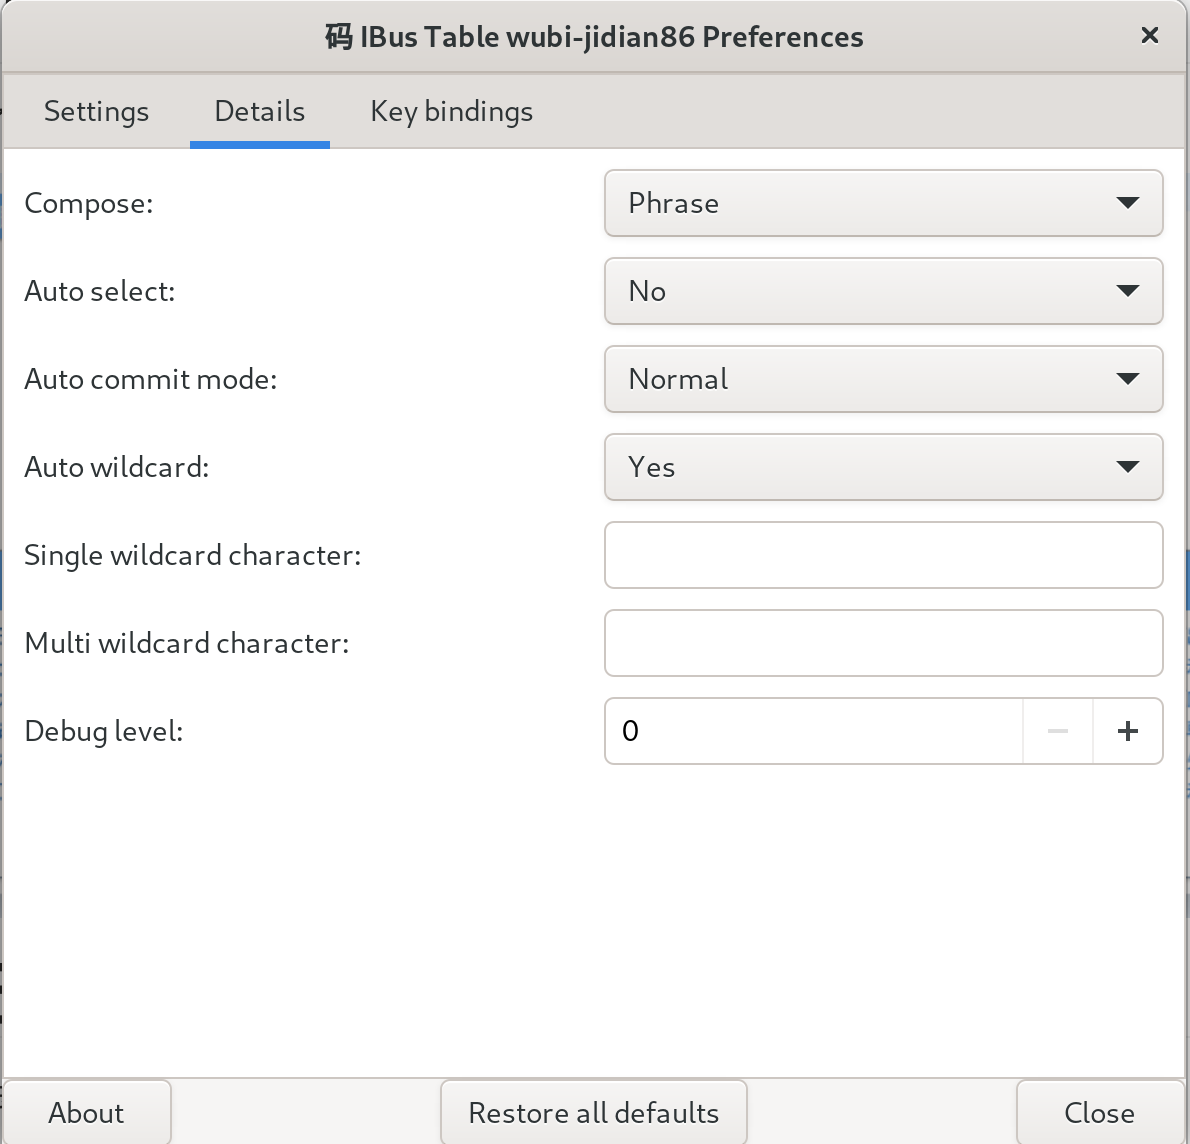 码 IBus Table wubi-jidian86 Preferences
Settings Details Key bindings
Compose: Phrase
Auto select: No
Auto commit mode: Normal
Auto wildcard: Yes
Single wildcard character:
Multi wildcard character:
Debug level: 0
About Restore all defaults Close